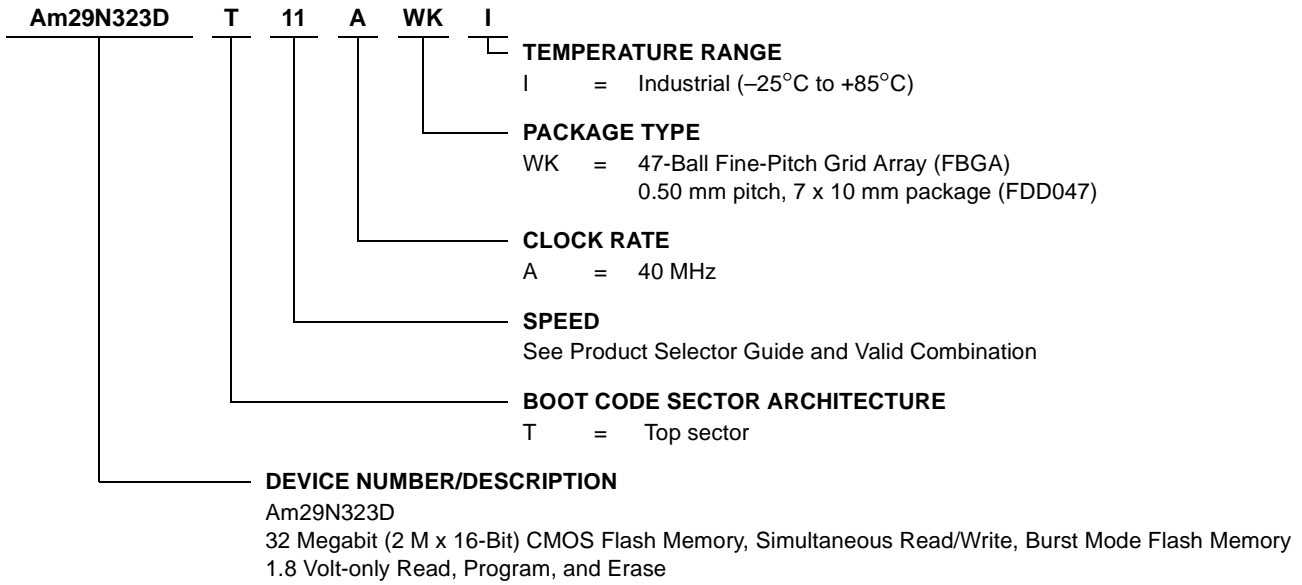 Am29N323D T 11 A WK I
TEMPERATURE RANGE
I = Industrial (–25°C to +85°C)
PACKAGE TYPE
WK = 47-Ball Fine-Pitch Grid Array (FBGA)
0.50 mm pitch, 7 x 10 mm package (FDD047)
CLOCK RATE
A = 40 MHz
SPEED
See Product Selector Guide and Valid Combination
BOOT CODE SECTOR ARCHITECTURE
T = Top sector
DEVICE NUMBER/DESCRIPTION
Am29N323D
32 Megabit (2 M x 16-Bit) CMOS Flash Memory, Simultaneous Read/Write, Burst Mode Flash Memory
1.8 Volt-only Read, Program, and Erase